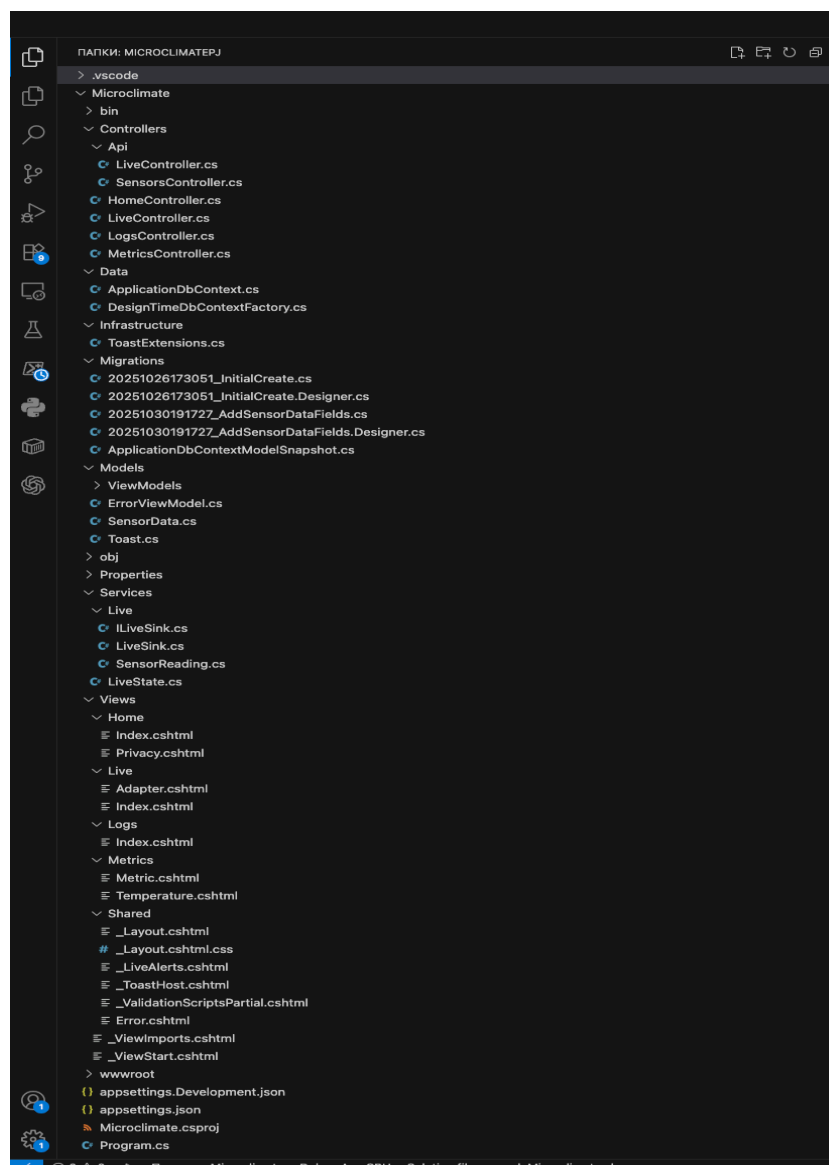 ПАПКИ: MICROCLIMATEPJ
.vscode
Microclimate
bin
Controllers
Api
LiveController.cs
SensorsController.cs
HomeController.cs
LiveController.cs
LogsController.cs
MetricsController.cs
Data
ApplicationDbContext.cs
DesignTimeDbContextFactory.cs
Infrastructure
ToastExtensions.cs
Migrations
20251026173051_InitialCreate.cs
20251026173051_InitialCreate.Designer.cs
20251030191727_AddSensorDataFields.cs
20251030191727_AddSensorDataFields.Designer.cs
ApplicationDbContextModelSnapshot.cs
Models
ViewModels
ErrorViewModel.cs
SensorData.cs
Toast.cs
obj
Properties
Services
Live
ILiveSink.cs
LiveSink.cs
SensorReading.cs
LiveState.cs
Views
Home
Index.cshtml
Privacy.cshtml
Live
Adapter.cshtml
Index.cshtml
Logs
Index.cshtml
Metrics
Metric.cshtml
Temperature.cshtml
Shared
_Layout.cshtml
_Layout.cshtml.css
_LiveAlerts.cshtml
_ToastHost.cshtml
_ValidationScriptsPartial.cshtml
Error.cshtml
_ViewImports.cshtml
_ViewStart.cshtml
wwwroot
appsettings.Development.json
appsettings.json
Microclimate.csproj
Program.cs
9
1
1